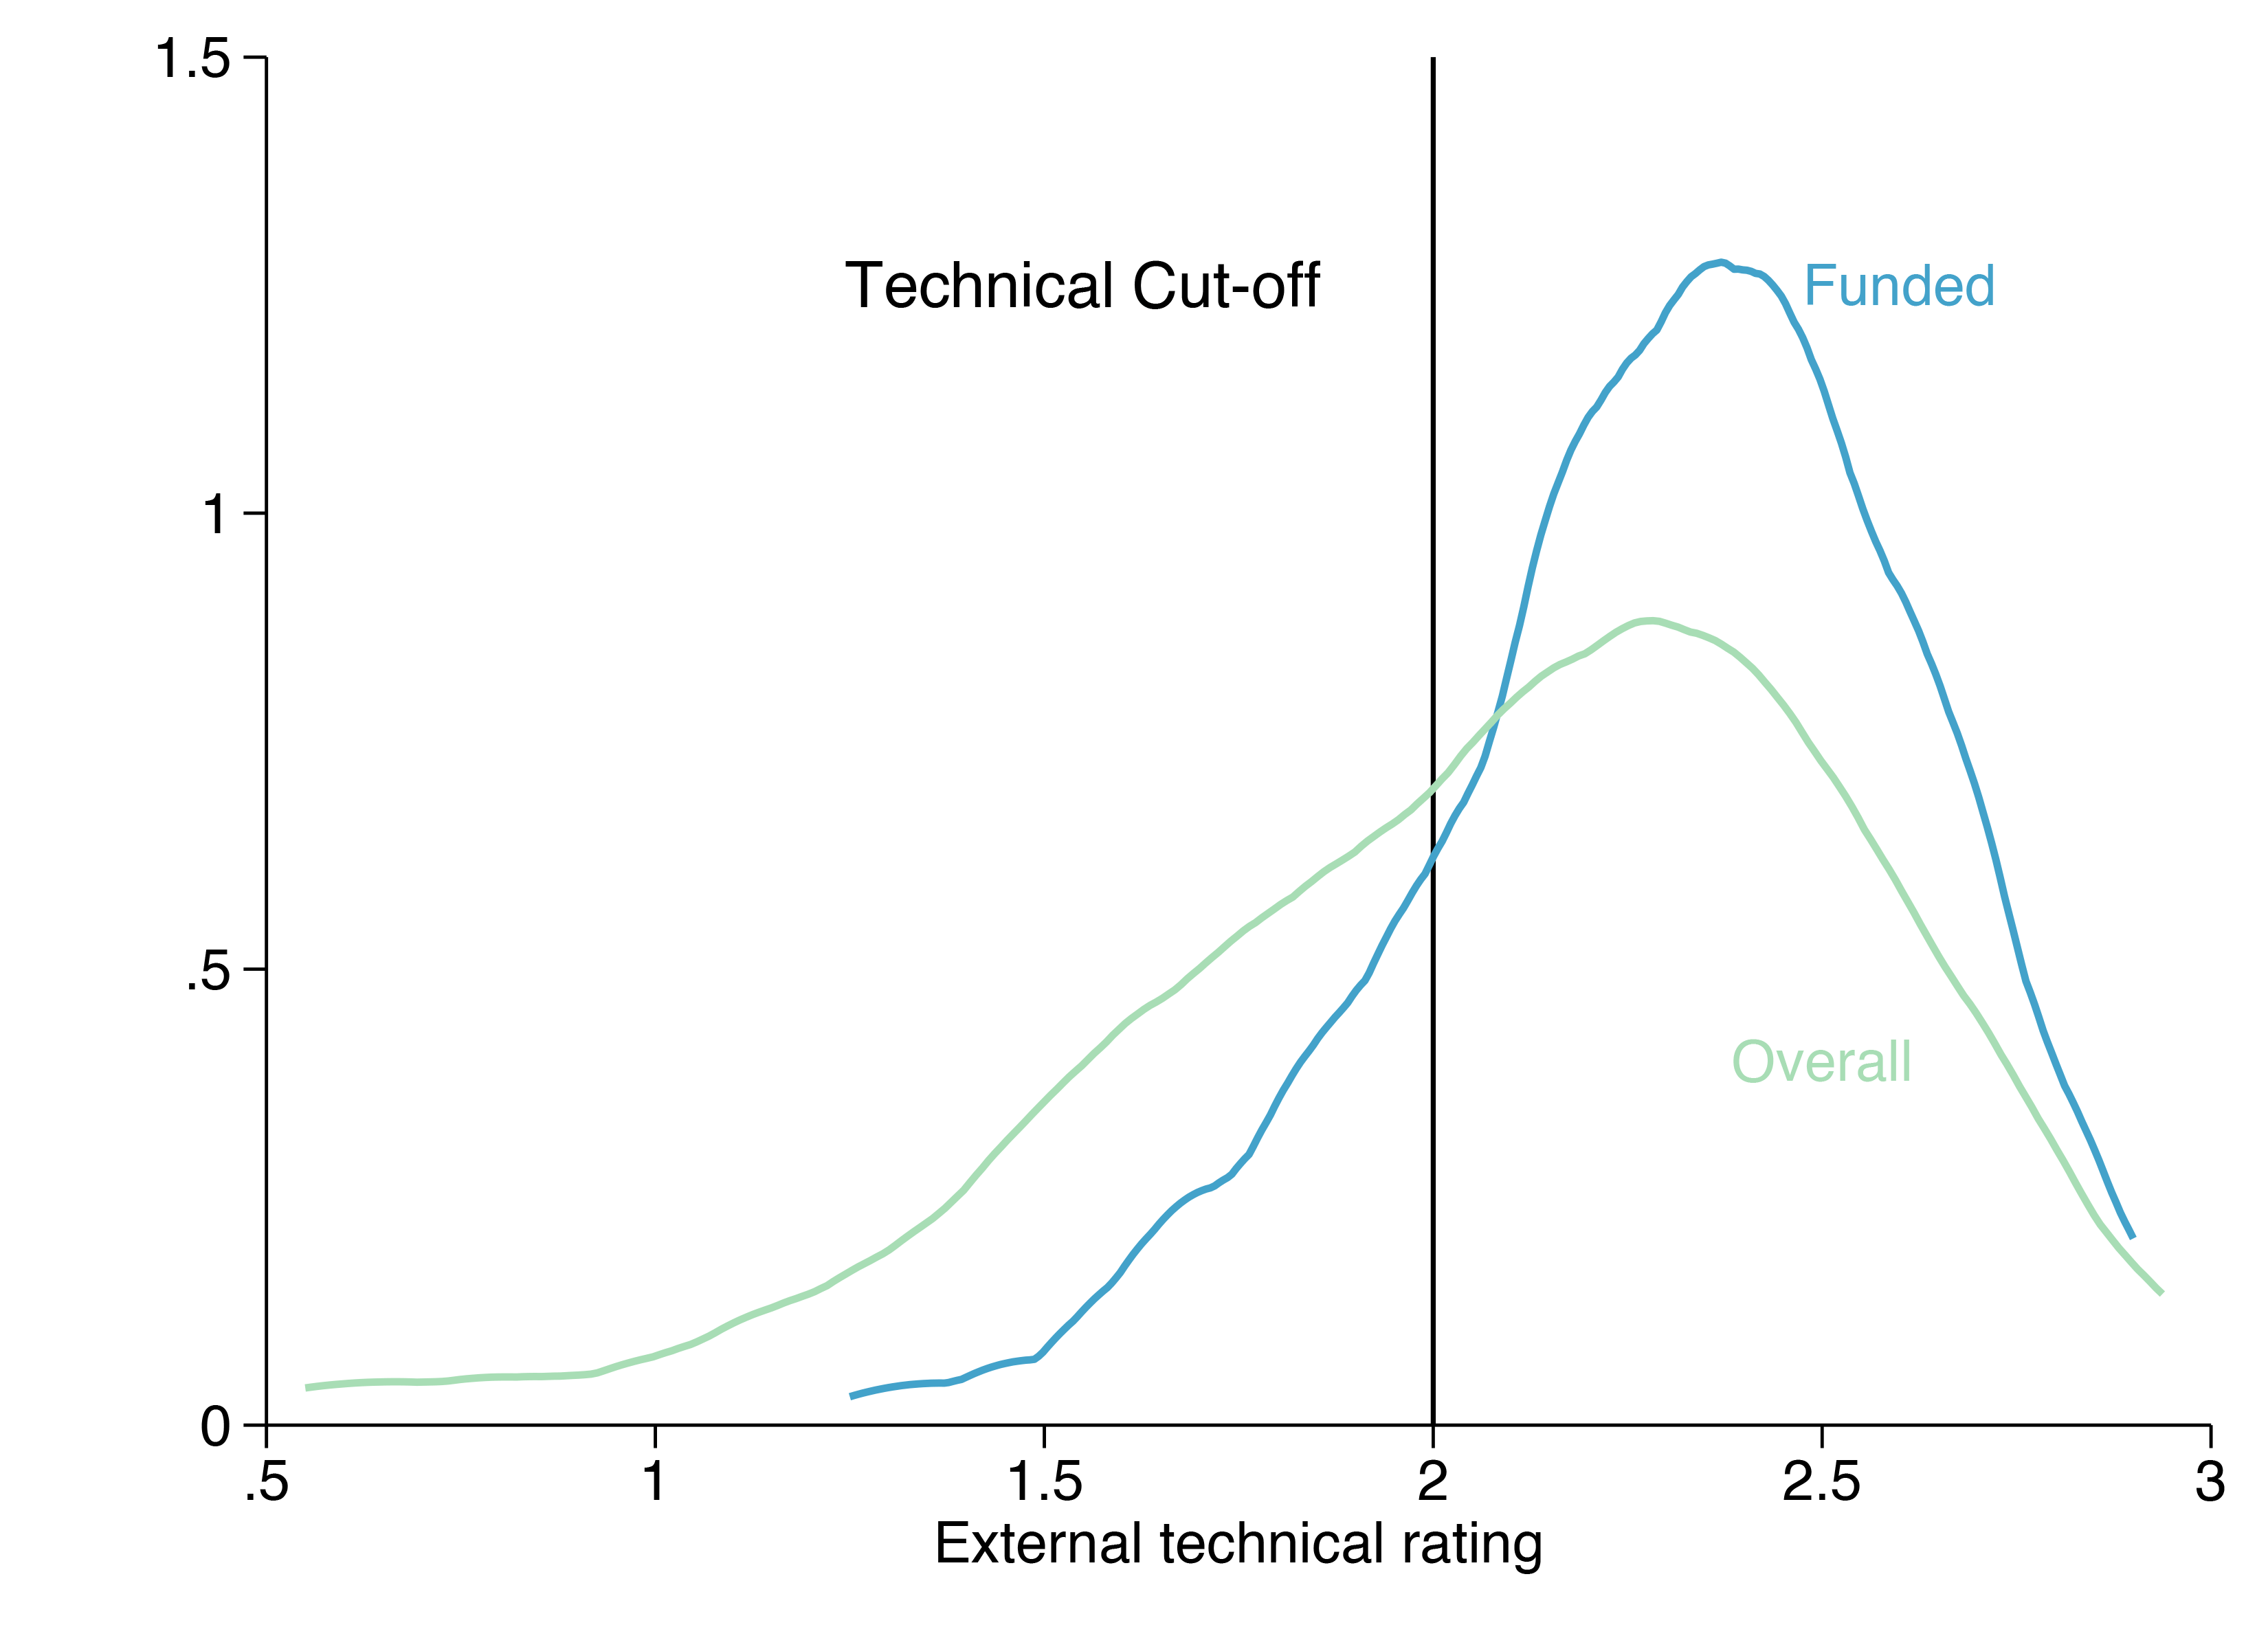 1.5
Technical Cut-off
Funded
1
.5
Overall
0
.5 1 1.5 2 2.5 3
External technical rating